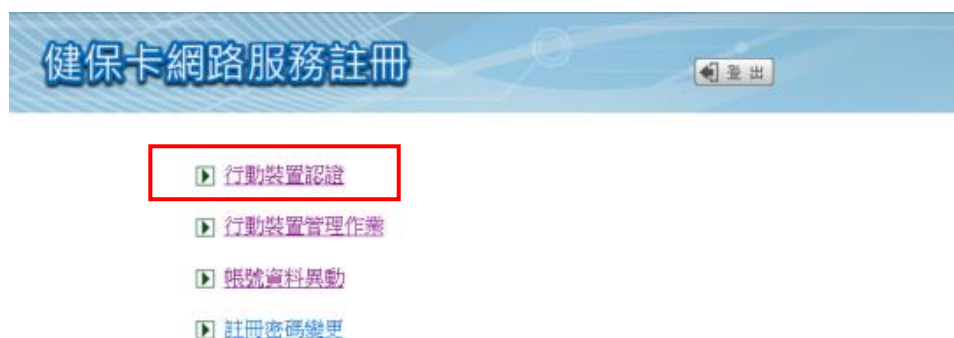 健保卡網路服務註冊
登出
行動裝置認證
行動裝置管理作業
帳號資料異動
註冊密碼變更